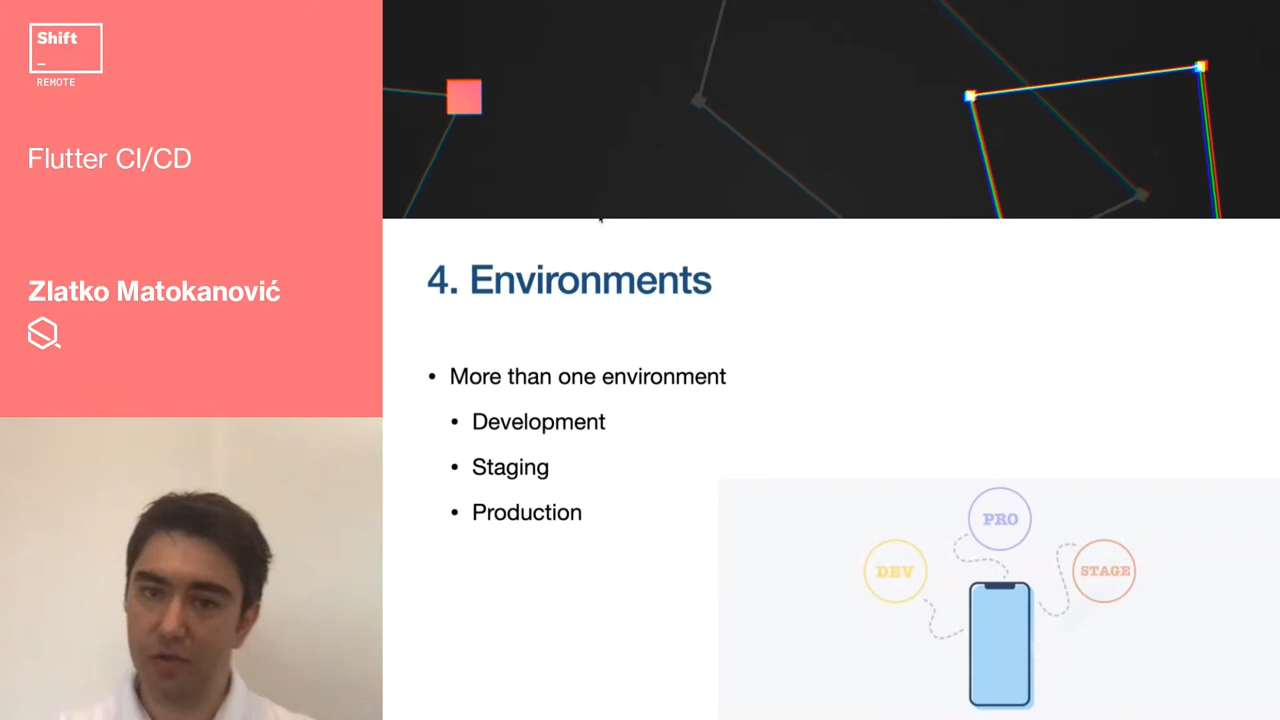 Shift
_
REMOTE
Flutter CI/CD
Zlatko Matokanović
4. Environments
• More than one environment
• Development
• Staging
• Production
PRO
DEV
STAGE